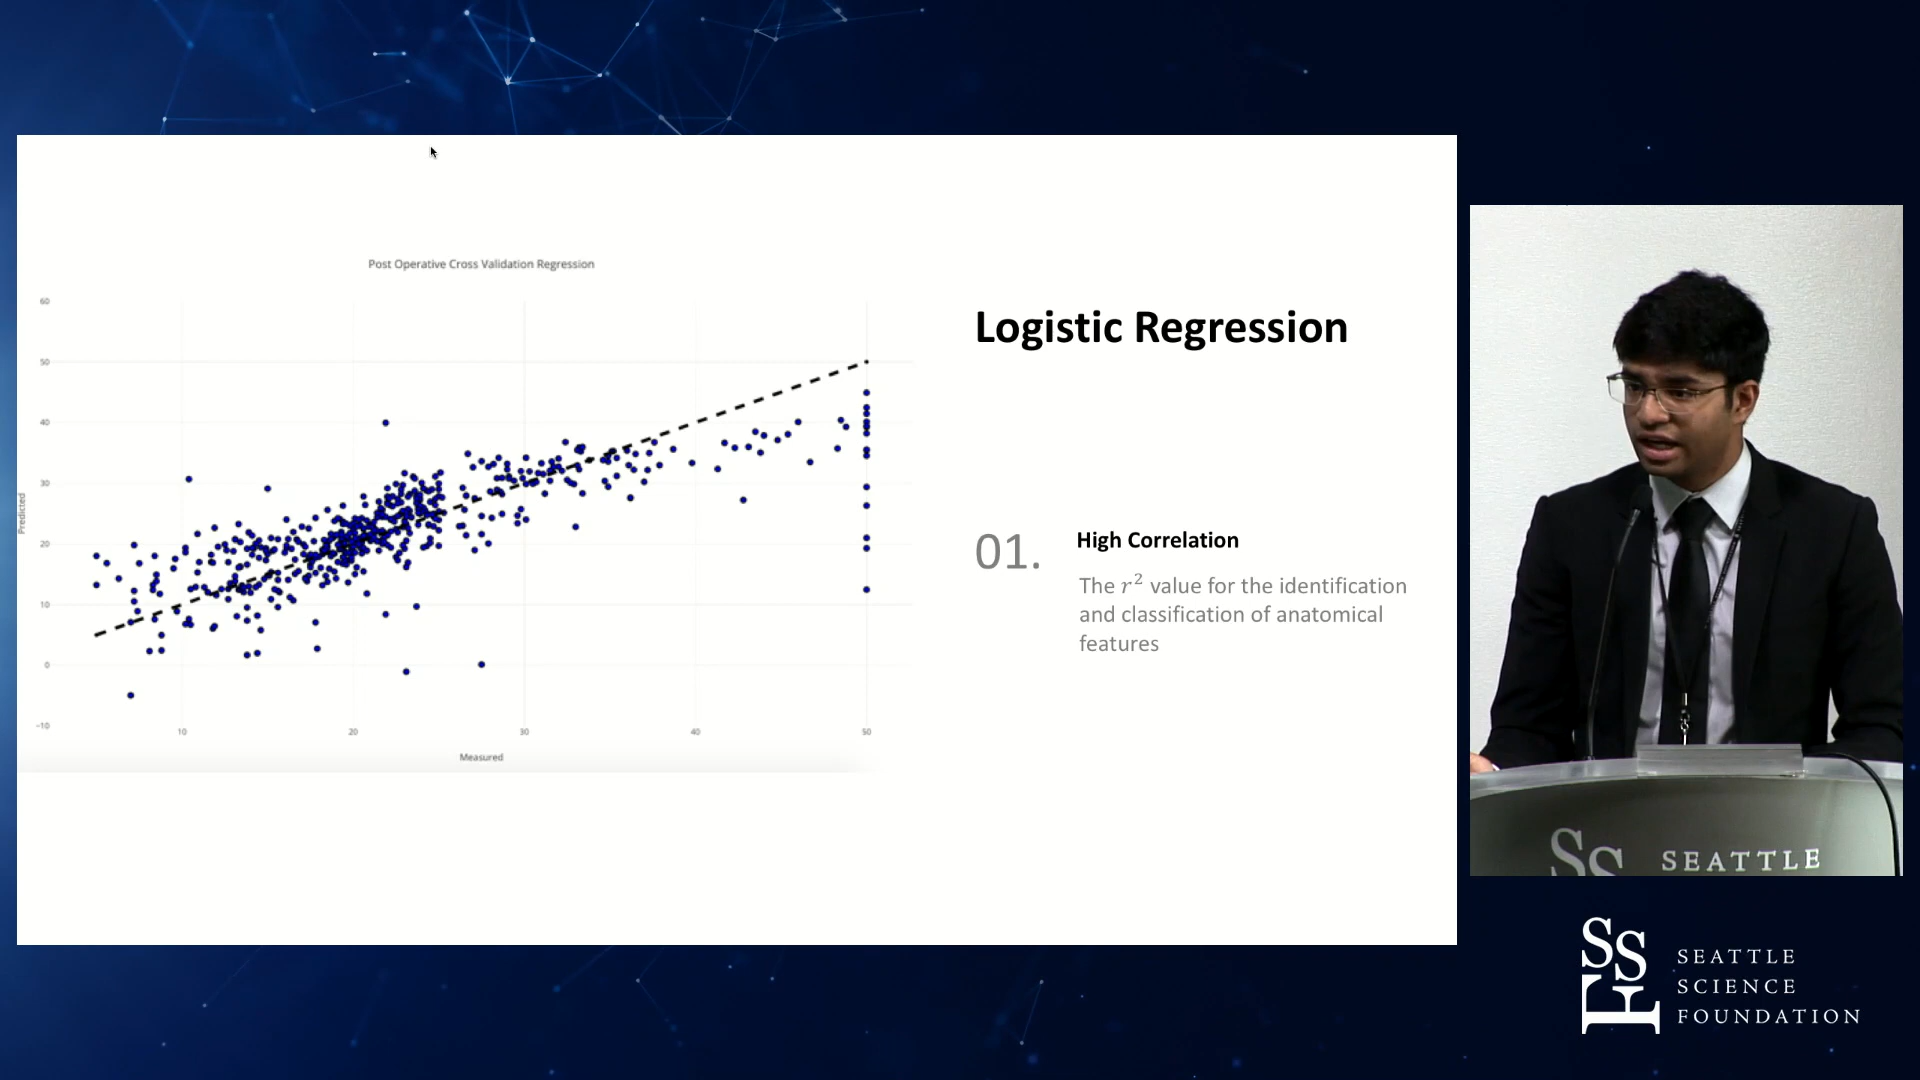 Post Operative Cross Validation Regression
60
50
40
30
20
10
0
−10
Predicted
10
20
30
40
50
Measured
Logistic Regression
01.
High Correlation
The r² value for the identification
and classification of anatomical
features
SS SEATTLE
SSF
SEATTLE
SCIENCE
FOUNDATION